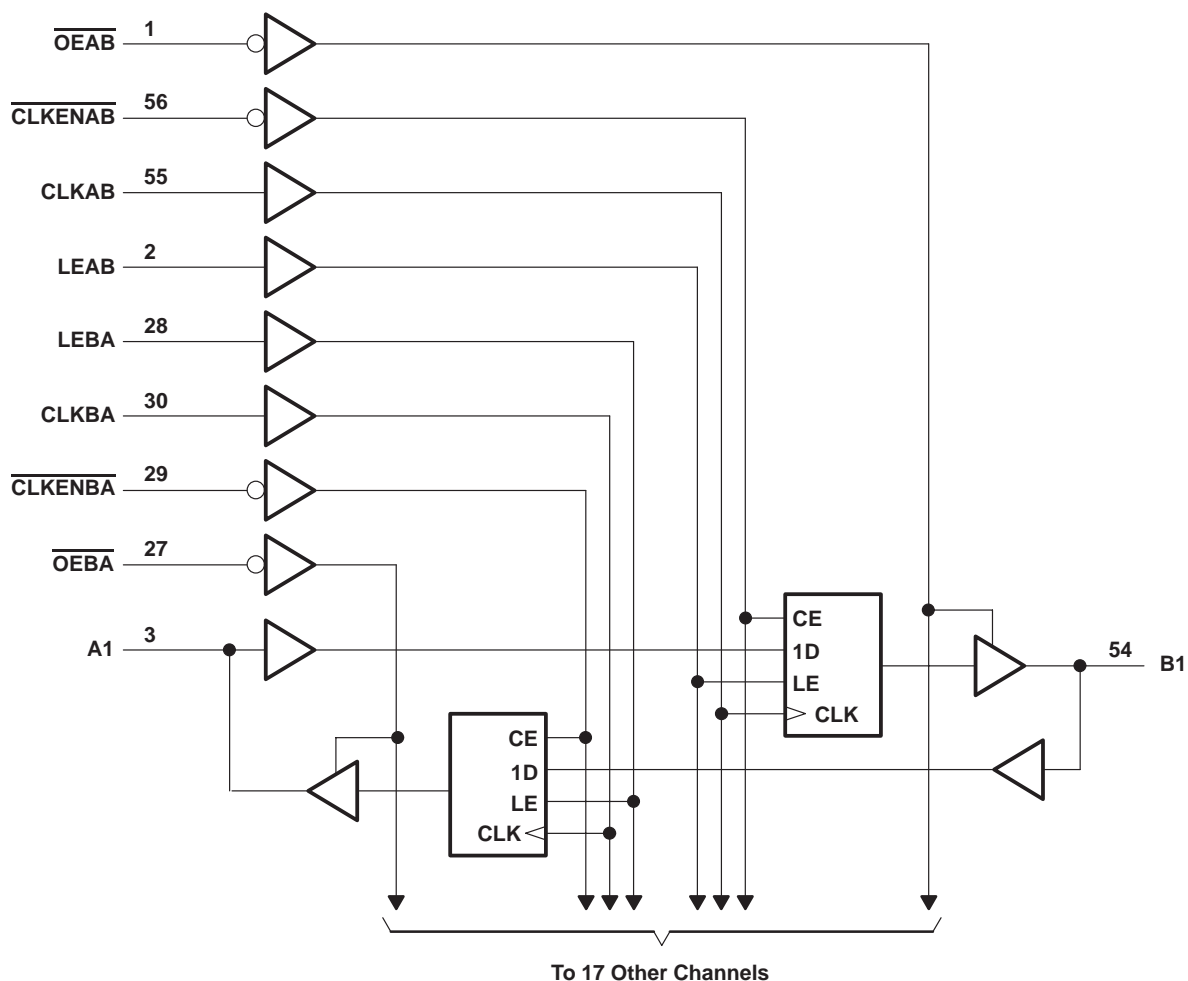 OEAB 1
CLKENAB 56
CLKAB 55
LEAB 2
LEBA 28
CLKBA 30
CLKENBA 29
OEBA 27
A1 3
CE
1D
LE
CLK
54 B1
CE
1D
LE
CLK
To 17 Other Channels